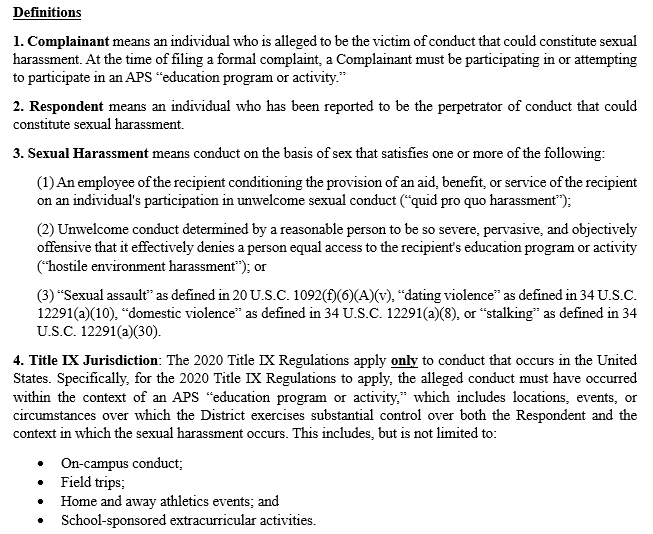 Definitions
1. Complainant means an individual who is alleged to be the victim of conduct that could constitute sexual
harassment. At the time of filing a formal complaint, a Complainant must be participating in or attempting
to participate in an APS “education program or activity.”
2. Respondent means an individual who has been reported to be the perpetrator of conduct that could
constitute sexual harassment.
3. Sexual Harassment means conduct on the basis of sex that satisfies one or more of the following:
(1) An employee of the recipient conditioning the provision of an aid, benefit, or service of the recipient
on an individual's participation in unwelcome sexual conduct (“quid pro quo harassment”);
(2) Unwelcome conduct determined by a reasonable person to be so severe, pervasive, and objectively
offensive that it effectively denies a person equal access to the recipient's education program or activity
(“hostile environment harassment”); or
(3) “Sexual assault” as defined in 20 U.S.C. 1092(f)(6)(A)(v), “dating violence” as defined in 34 U.S.C.
12291(a)(10), “domestic violence” as defined in 34 U.S.C. 12291(a)(8), or “stalking” as defined in 34
U.S.C. 12291(a)(30).
4. Title IX Jurisdiction: The 2020 Title IX Regulations apply only to conduct that occurs in the United
States. Specifically, for the 2020 Title IX Regulations to apply, the alleged conduct must have occurred
within the context of an APS “education program or activity,” which includes locations, events, or
circumstances over which the District exercises substantial control over both the Respondent and the
context in which the sexual harassment occurs. This includes, but is not limited to:
• On-campus conduct;
• Field trips;
• Home and away athletics events; and
• School-sponsored extracurricular activities.